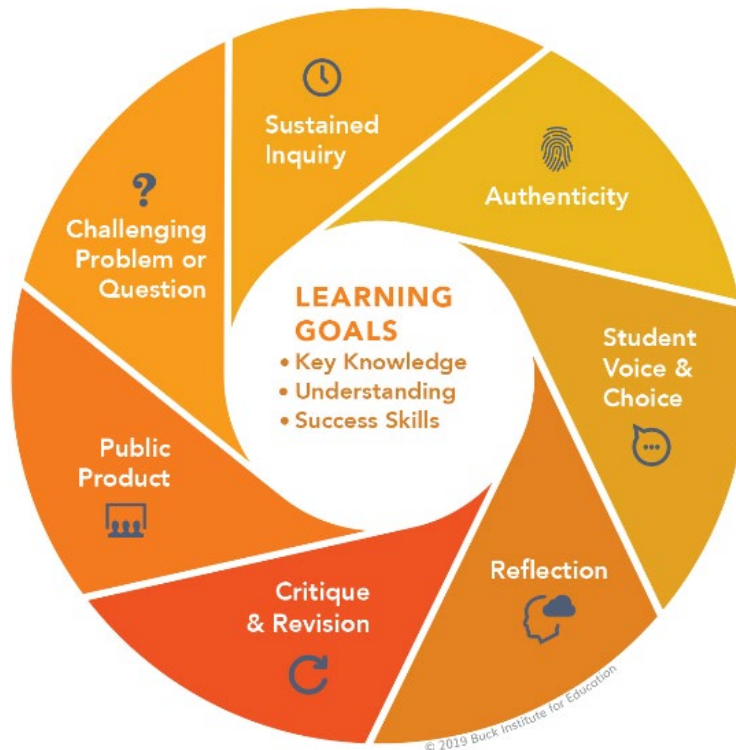 Sustained
Inquiry
Authenticity
Student
Voice &
Choice
Reflection
Critique
& Revision
Public
Product
?
Challenging
Problem or
Question
LEARNING
GOALS
• Key Knowledge
• Understanding
• Success Skills
© 2019 Buck Institute for Education